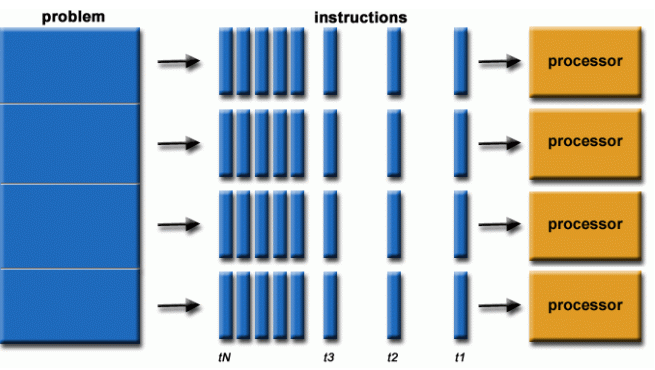 problem
instructions
processor
processor
processor
processor
tN t3 t2 t1